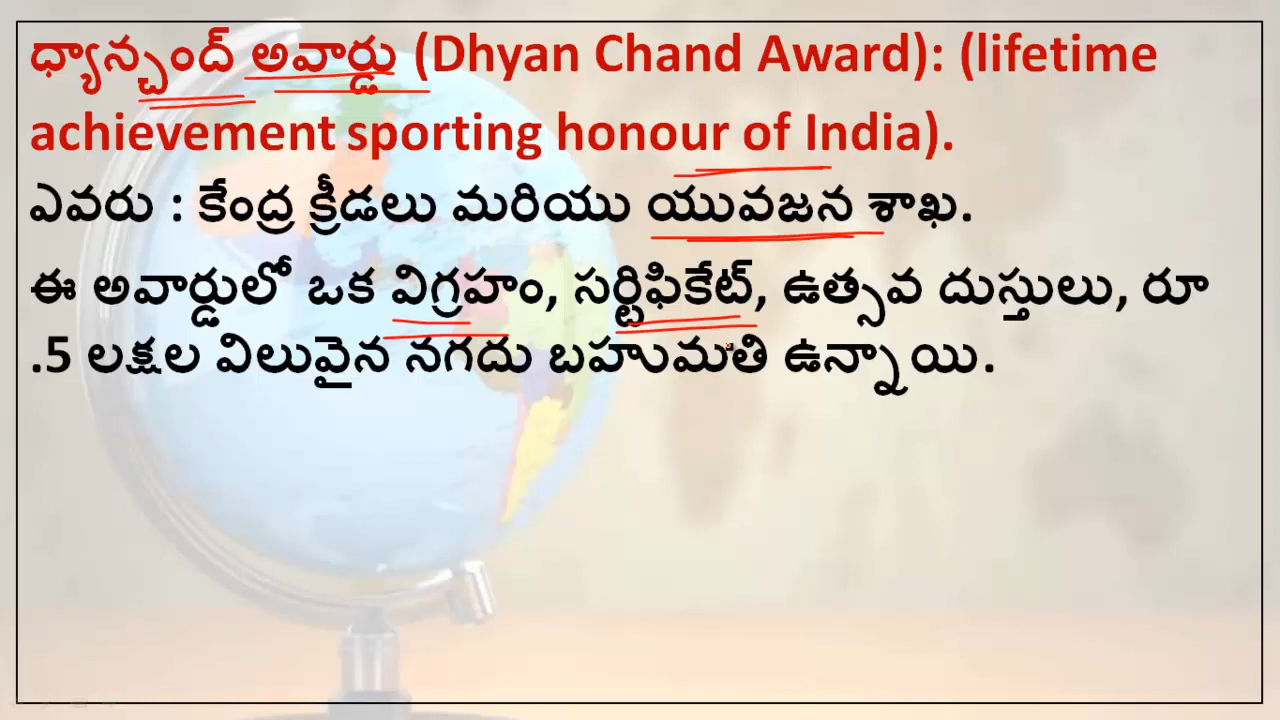 ధ్యాన్చంద్ అవార్డు (Dhyan Chand Award): (lifetime
achievement sporting honour of India).
ఎవరు : కేంద్ర క్రీడలు మరియు యువజన శాఖ.
ఈ అవార్డులో ఒక విగ్రహం, సర్టిఫికేట్, ఉత్సవ దుస్తులు, రూ
.5 లక్షల విలువైన నగదు బహుమతి ఉన్నాయి.